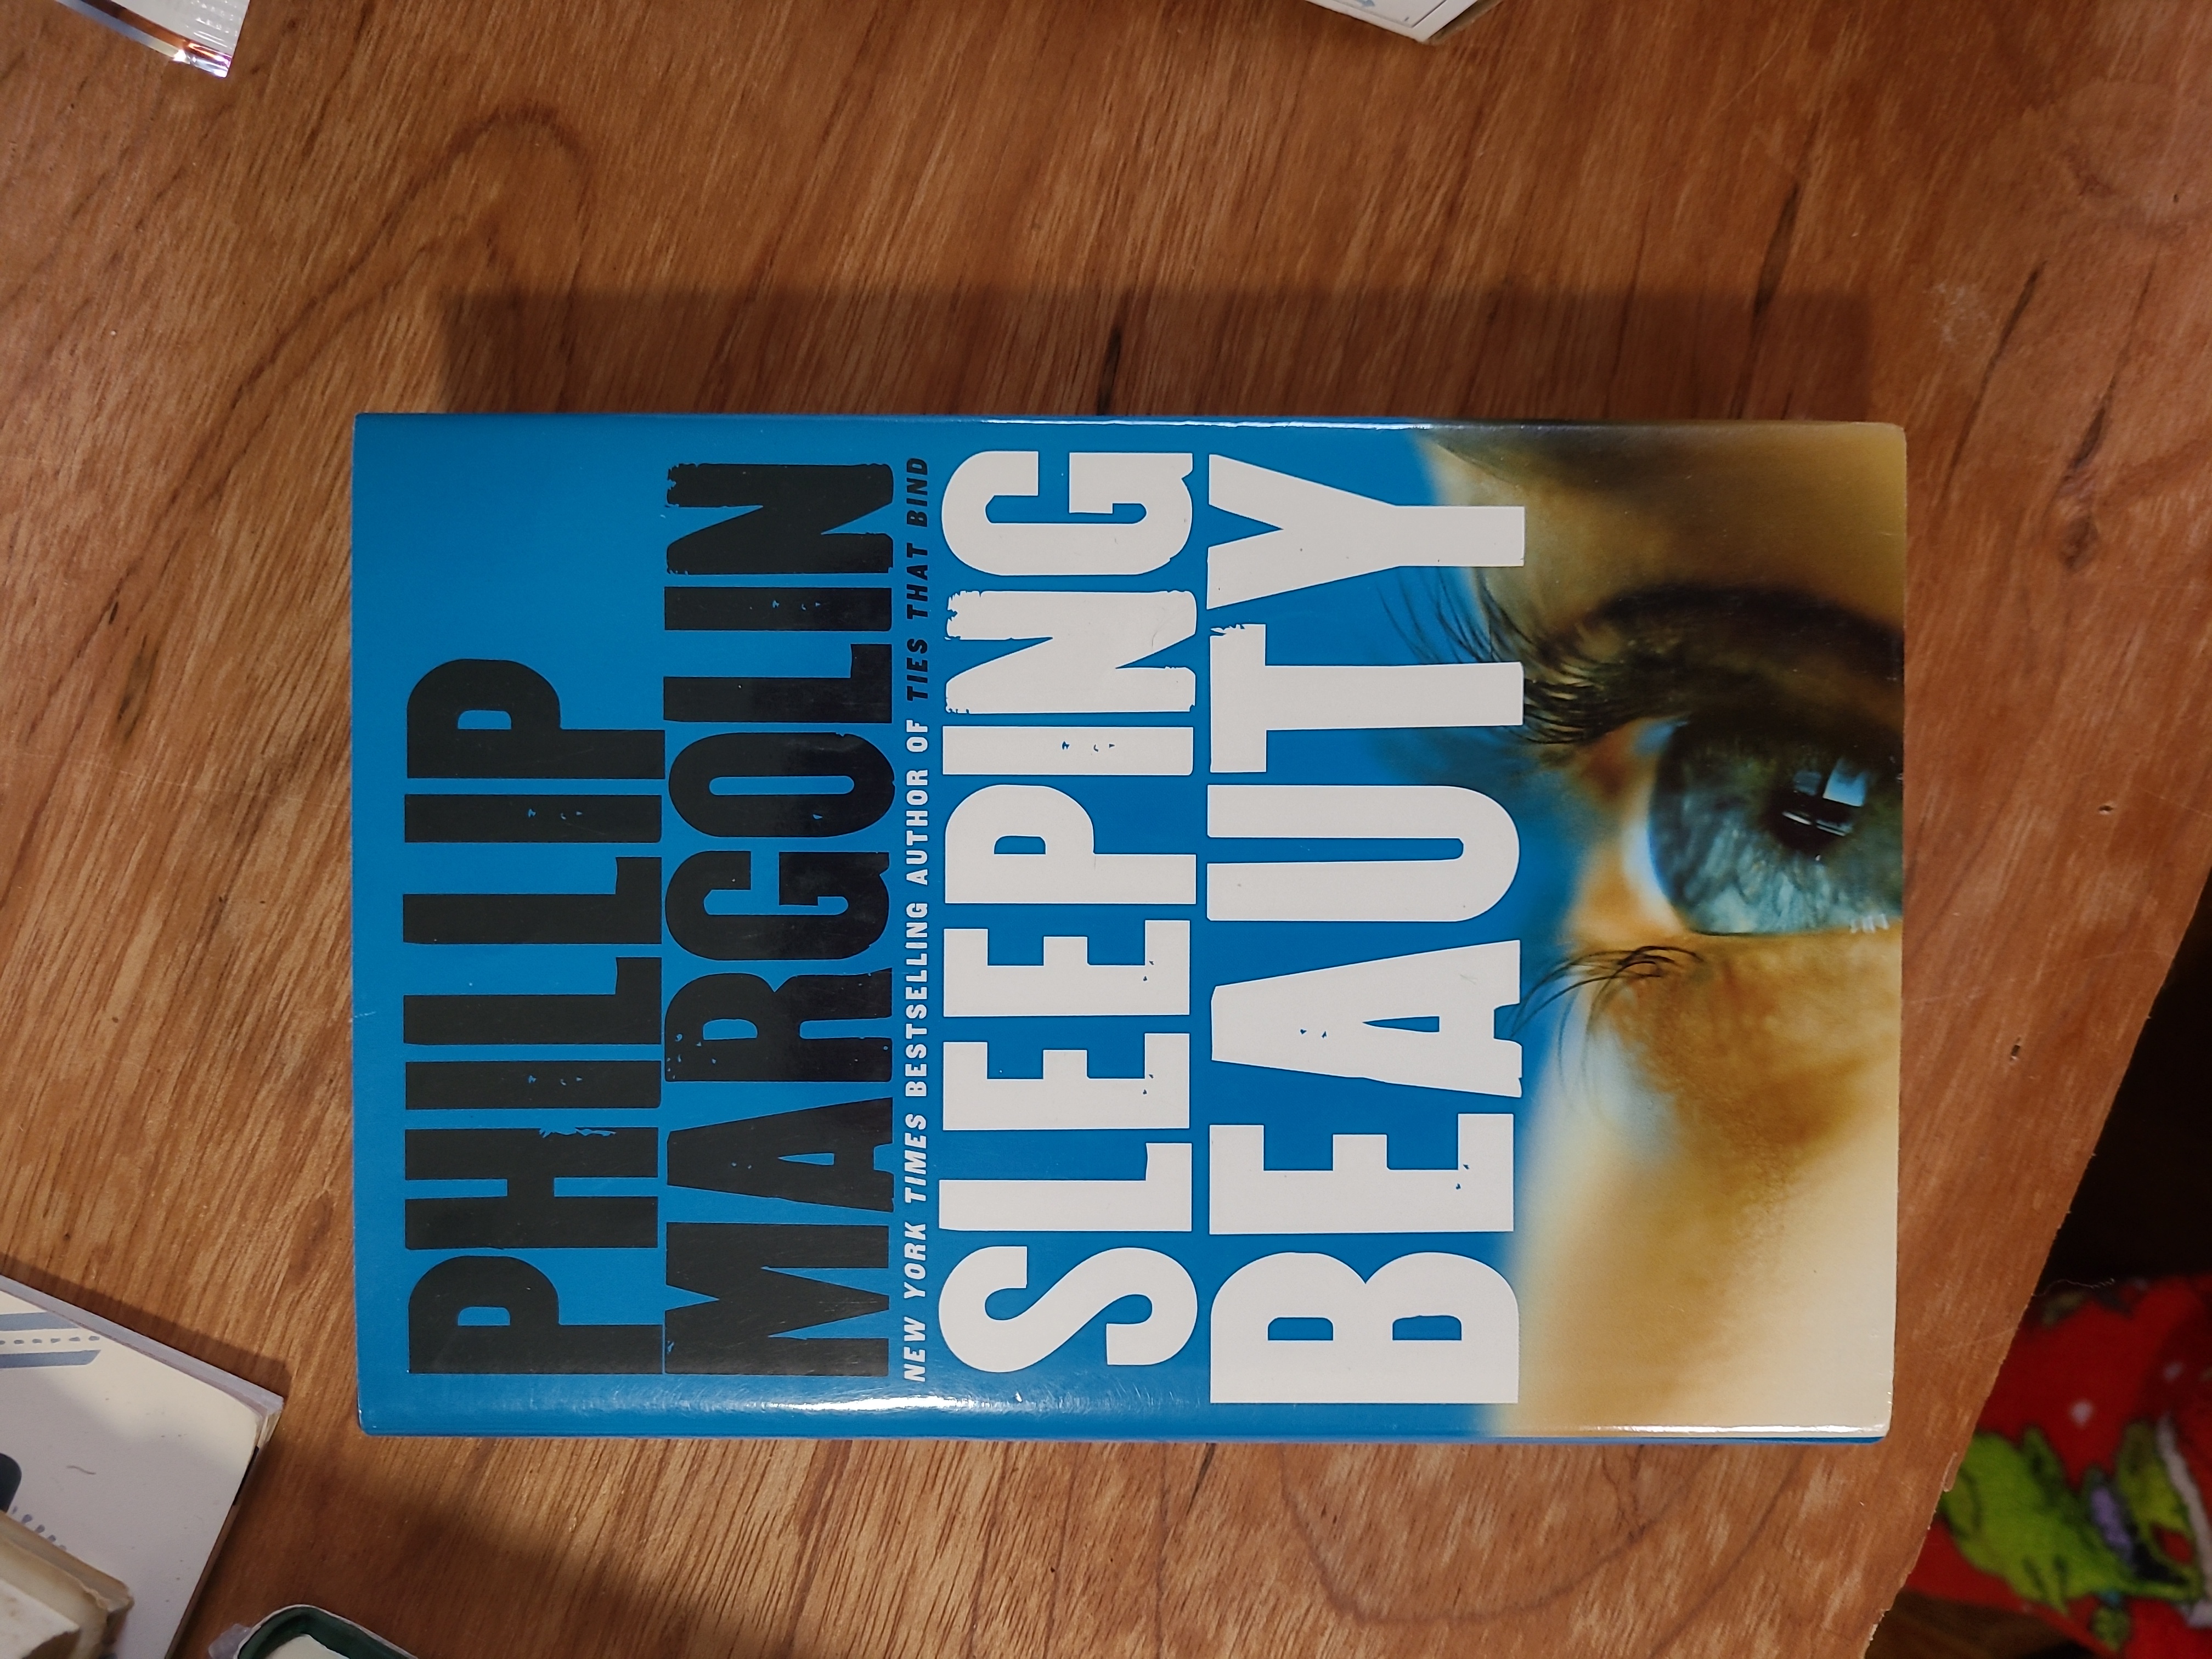 PHILLIP
MARGOLIN
NEW YORK TIMES BESTSELLING AUTHOR OF TIES THAT BIND
SLEEPING
BEAUTY